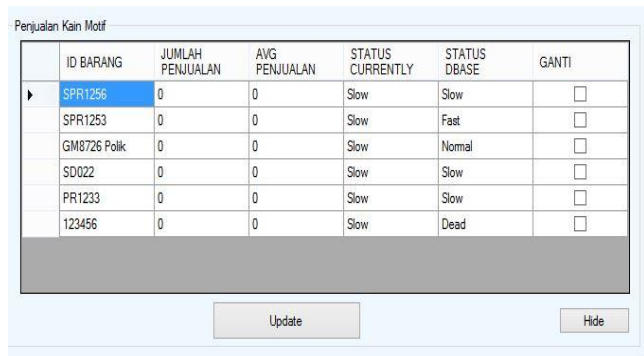 Penjualan Kain Motif
ID BARANG JUMLAH PENJUALAN AVG PENJUALAN STATUS CURRENTLY STATUS DBASE GANTI
SPR1256 0 0 Slow Slow
SPR1253 0 0 Slow Fast
GM8726 Polik 0 0 Slow Normal
SD022 0 0 Slow Slow
PR1233 0 0 Slow Slow
123456 0 0 Slow Dead
Update Hide